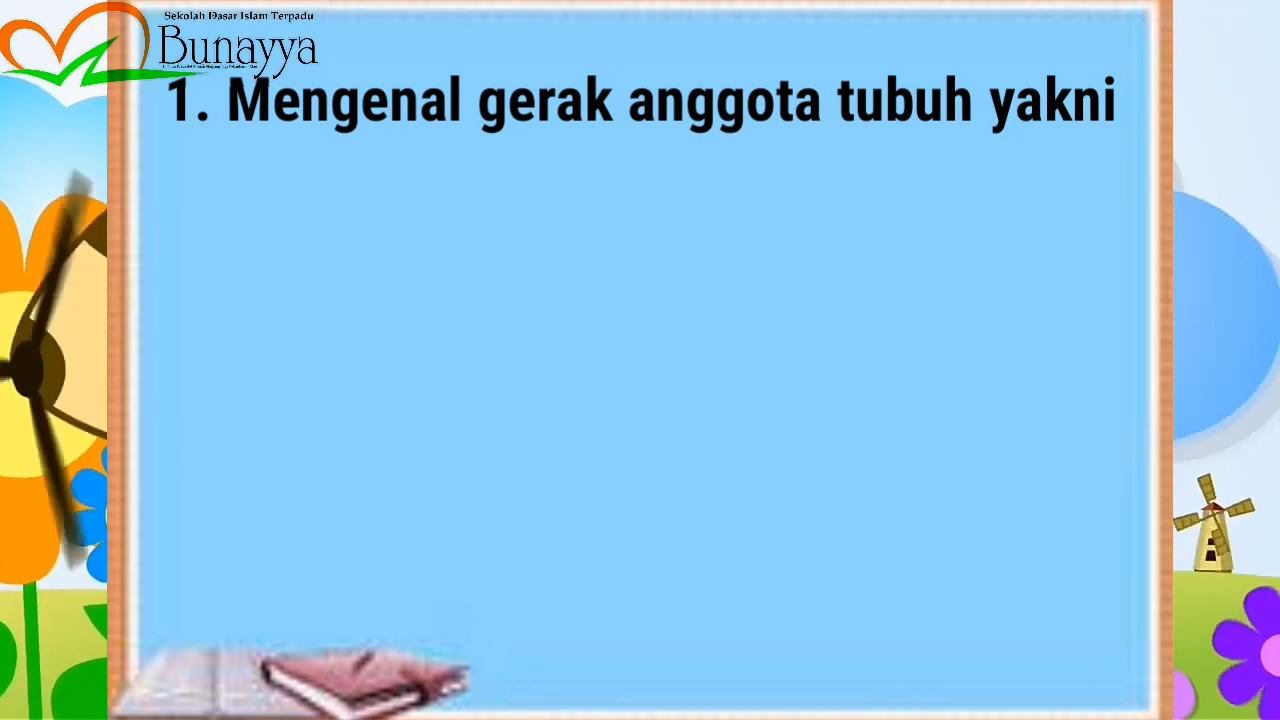 Sekolah Dasar Islam Terpadu
Bunayya
1. Mengenal gerak anggota tubuh yakni